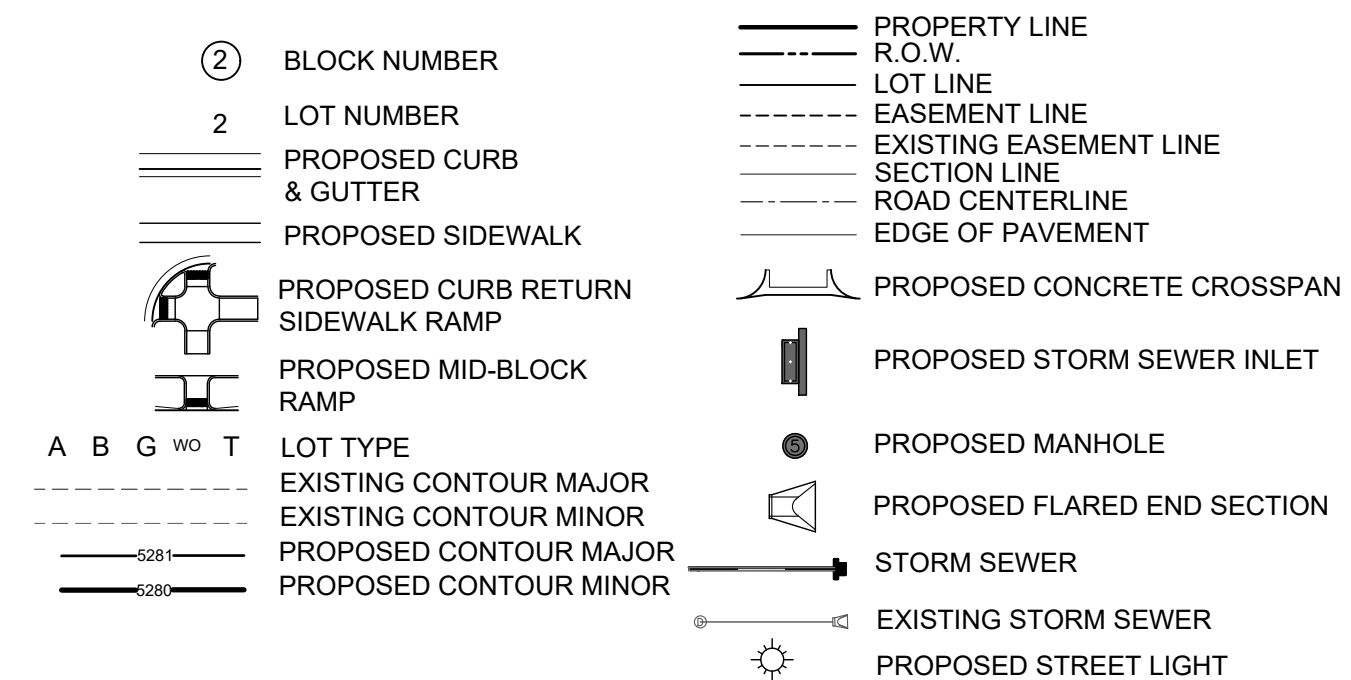 2 BLOCK NUMBER
2 LOT NUMBER
PROPOSED CURB
& GUTTER
PROPOSED SIDEWALK
PROPOSED CURB RETURN
SIDEWALK RAMP
PROPOSED MID-BLOCK
RAMP
A B G WO T LOT TYPE
EXISTING CONTOUR MAJOR
EXISTING CONTOUR MINOR
5281 PROPOSED CONTOUR MAJOR
5280 PROPOSED CONTOUR MINOR
PROPERTY LINE
R.O.W.
LOT LINE
EASEMENT LINE
EXISTING EASEMENT LINE
SECTION LINE
ROAD CENTERLINE
EDGE OF PAVEMENT
PROPOSED CONCRETE CROSSPAN
PROPOSED STORM SEWER INLET
5 PROPOSED MANHOLE
PROPOSED FLARED END SECTION
STORM SEWER
D EXISTING STORM SEWER
PROPOSED STREET LIGHT